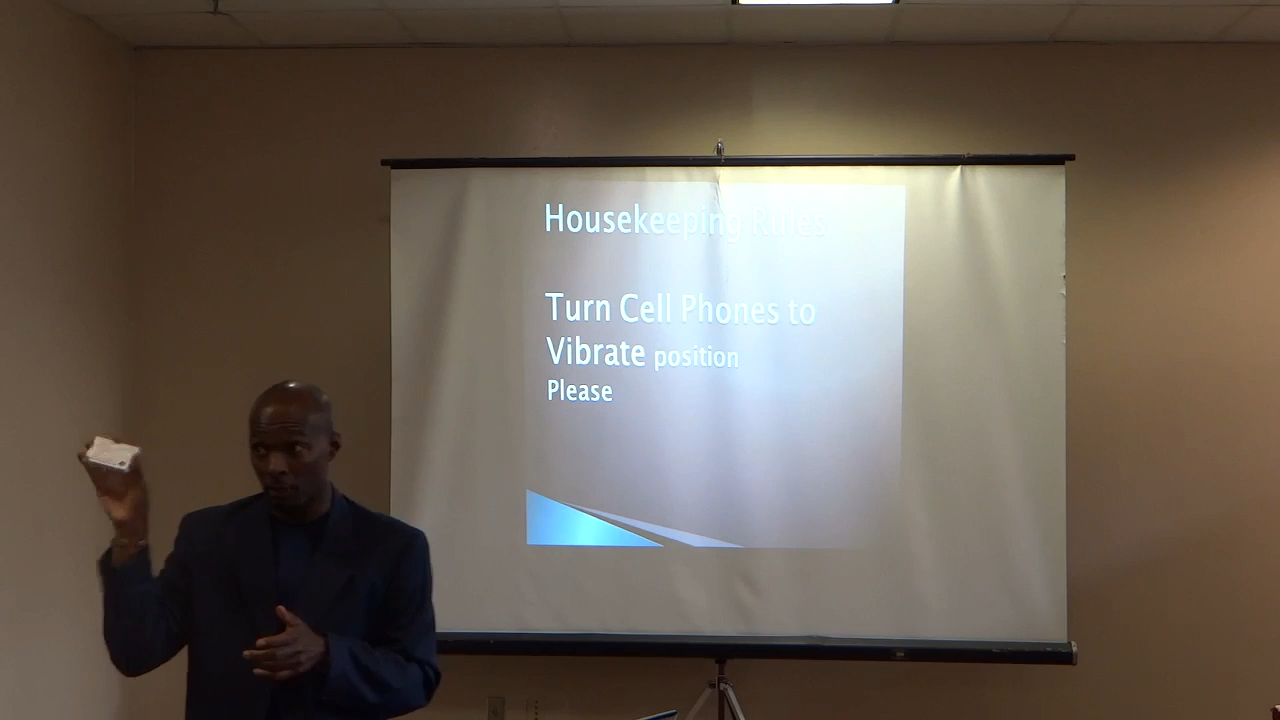 Housekeeping Rules
Turn Cell Phones to
Vibrate position
Please